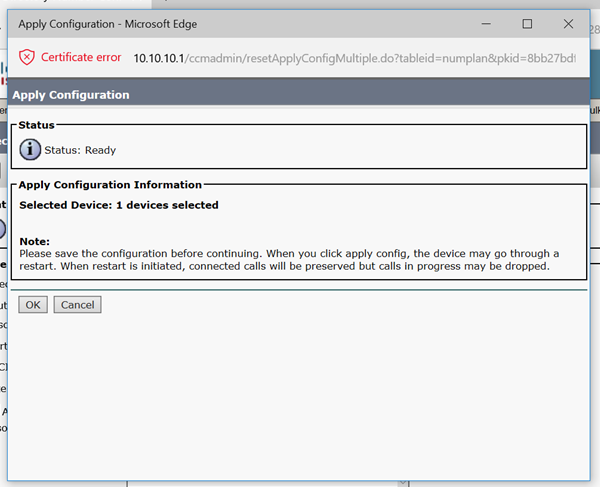 Apply Configuration - Microsoft Edge
Certificate error 10.10.10.1/ccmadmin/resetApplyConfigMultiple.do?tableid=numplan&pkid=8bb27bdf
Apply Configuration
Status
Status: Ready
Apply Configuration Information
Selected Device: 1 devices selected
Note:
Please save the configuration before continuing. When you click apply config, the device may go through a
restart. When restart is initiated, connected calls will be preserved but calls in progress may be dropped.
OK Cancel